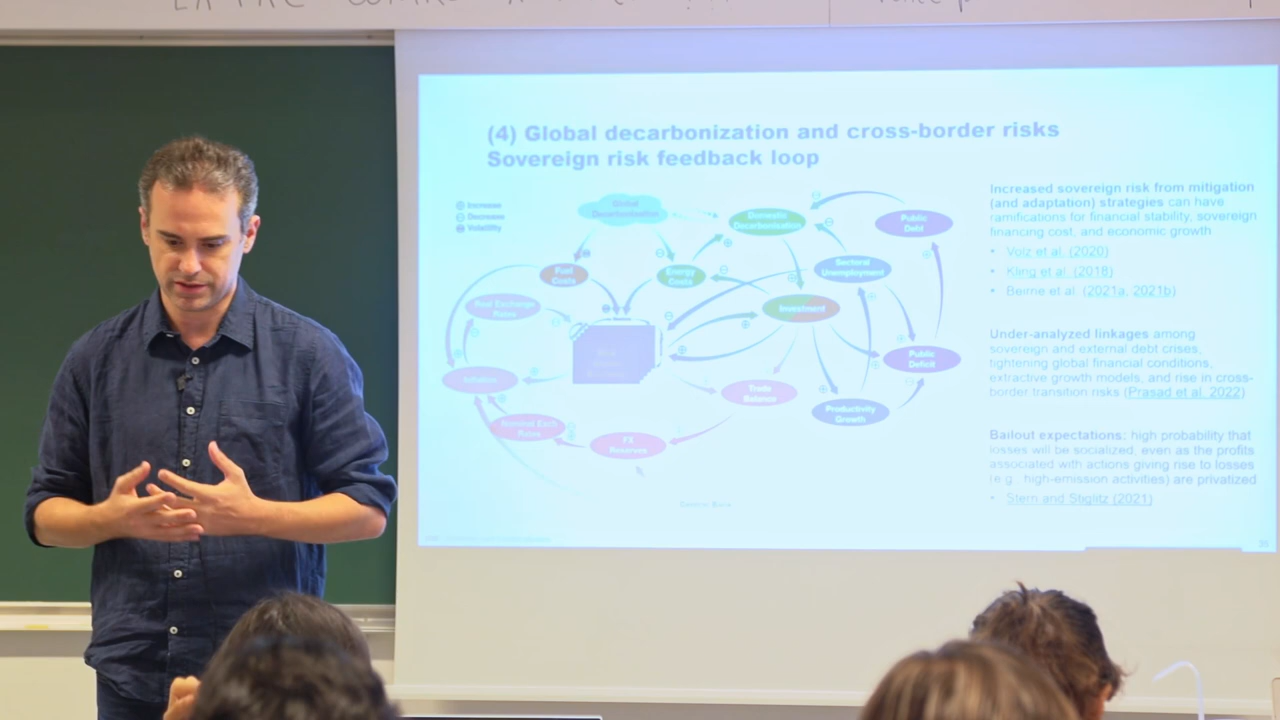 (4) Global decarbonization and cross-border risks
Sovereign risk feedback loop
Increase
Decrease
Volatility
Global
Decarbonization
Domestic
Decarbonization
Public
Debt
Fuel
Costs
Energy
Costs
Sectoral
Unemployment
Real Exchange
Rates
Investment
Inflation
Public
Deficit
Trade
Balance
Productivity
Growth
Nominal Exch.
Rates
FX
Reserves
Central Bank
Increased sovereign risk from mitigation
(and adaptation) strategies can have
ramifications for financial stability, sovereign
financing cost, and economic growth
• Volz et al. (2020)
• Kling et al. (2018)
• Beirne et al. (2021a, 2021b)
Under-analyzed linkages among
sovereign and external debt crises,
tightening global financial conditions,
extractive growth models, and rise in cross-
border transition risks (Prasad et al. 2022)
Bailout expectations: high probability that
losses will be socialized, even as the profits
associated with actions giving rise to losses
(e.g. high-emission activities) are privatized
• Stern and Stiglitz (2021)